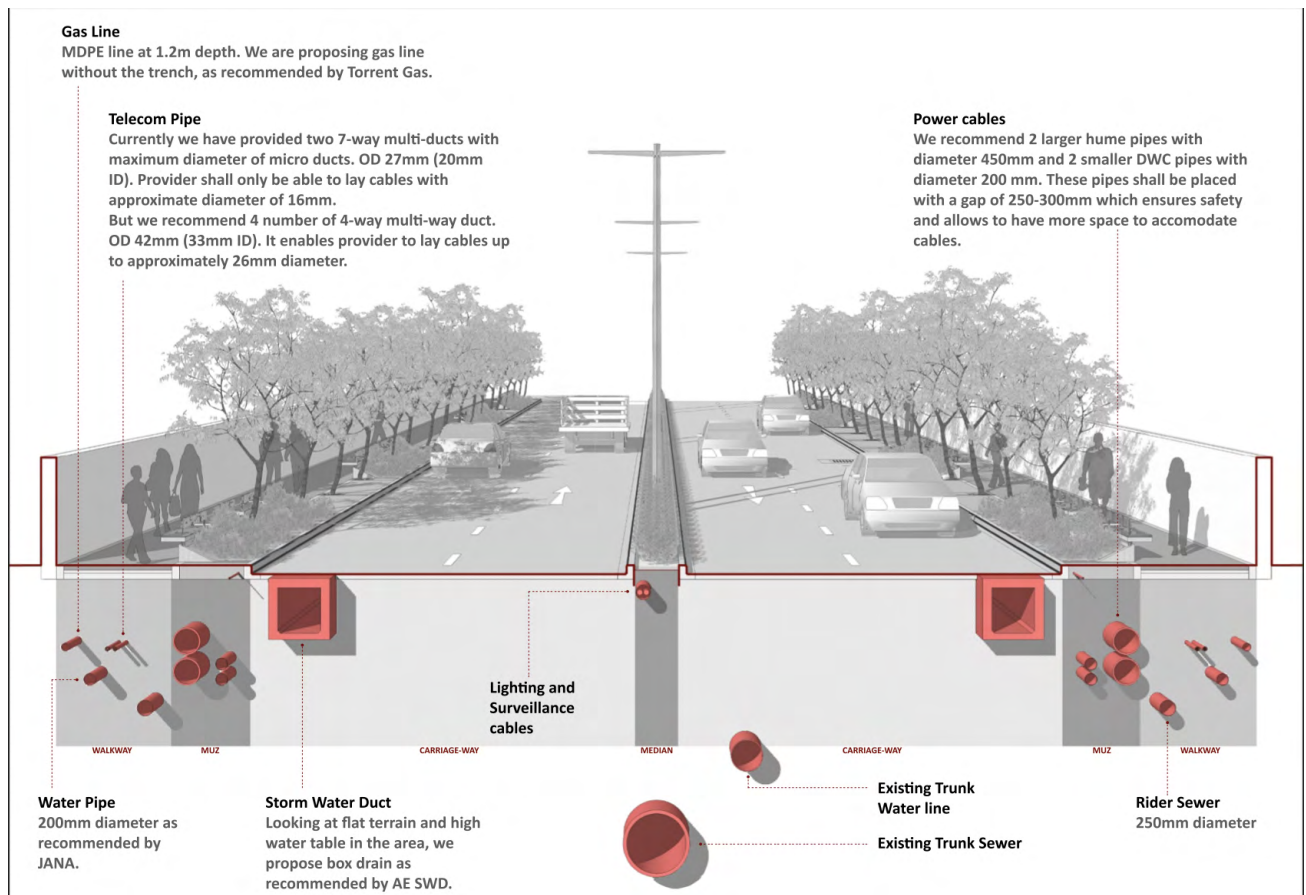 Gas Line
MDPE line at 1.2m depth. We are proposing gas line
without the trench, as recommended by Torrent Gas.
Telecom Pipe
Currently we have provided two 7-way multi-ducts with
maximum diameter of micro ducts. OD 27mm (20mm
ID). Provider shall only be able to lay cables with
approximate diameter of 16mm.
But we recommend 4 number of 4-way multi-way duct.
OD 42mm (33mm ID). It enables provider to lay cables up
to approximately 26mm diameter.
Power cables
We recommend 2 larger hume pipes with
diameter 450mm and 2 smaller DWC pipes with
diameter 200 mm. These pipes shall be placed
with a gap of 250-300mm which ensures safety
and allows to have more space to accomodate
cables.
Lighting and
Surveillance
cables
WALKWAY
MUZ
CARRIAGE-WAY
MEDIAN
CARRIAGE-WAY
MUZ
WALKWAY
Water Pipe
200mm diameter as
recommended by
JANA.
Storm Water Duct
Looking at flat terrain and high
water table in the area, we
propose box drain as
recommended by AE SWD.
Existing Trunk
Water line
Existing Trunk Sewer
Rider Sewer
250mm diameter